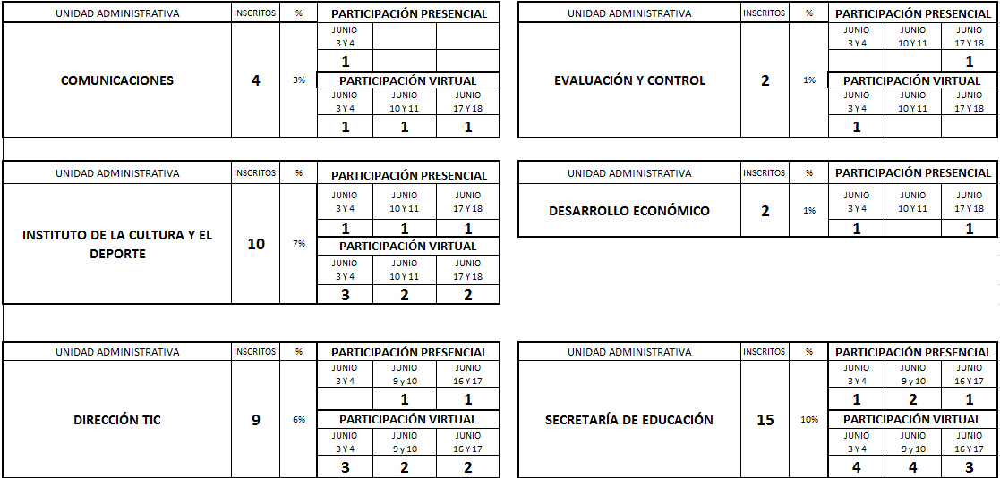 UNIDAD ADMINISTRATIVA INSCRITOS % PARTICIPACIÓN PRESENCIAL
JUNIO
3 Y 4
1
COMUNICACIONES 4 3%
PARTICIPACIÓN VIRTUAL
JUNIO JUNIO JUNIO
3 Y 4 10 Y 11 17 Y 18
1 1 1
UNIDAD ADMINISTRATIVA INSCRITOS % PARTICIPACIÓN PRESENCIAL
JUNIO JUNIO JUNIO
3 Y 4 10 Y 11 17 Y 18
1
EVALUACIÓN Y CONTROL 2 1%
PARTICIPACIÓN VIRTUAL
JUNIO JUNIO JUNIO
3 Y 4 10 Y 11 17 Y 18
1
UNIDAD ADMINISTRATIVA INSCRITOS % PARTICIPACIÓN PRESENCIAL
JUNIO JUNIO JUNIO
3 Y 4 10 Y 11 17 Y 18
1 1 1
INSTITUTO DE LA CULTURA Y EL
DEPORTE
10 7%
PARTICIPACIÓN VIRTUAL
JUNIO JUNIO JUNIO
3 Y 4 10 Y 11 17 Y 18
3 2 2
UNIDAD ADMINISTRATIVA INSCRITOS % PARTICIPACIÓN PRESENCIAL
JUNIO JUNIO JUNIO
3 Y 4 10 Y 11 17 Y 18
DESARROLLO ECONÓMICO 2 1%
1 1
UNIDAD ADMINISTRATIVA INSCRITOS % PARTICIPACIÓN PRESENCIAL
JUNIO JUNIO JUNIO
3 Y 4 9 y 10 16 Y 17
1 1
DIRECCIÓN TIC 9 6%
PARTICIPACIÓN VIRTUAL
JUNIO JUNIO JUNIO
3 Y 4 9 y 10 16 Y 17
3 2 2
UNIDAD ADMINISTRATIVA INSCRITOS % PARTICIPACIÓN PRESENCIAL
JUNIO JUNIO JUNIO
3 Y 4 9 y 10 16 Y 17
1 2 1
SECRETARÍA DE EDUCACIÓN 15 10%
PARTICIPACIÓN VIRTUAL
JUNIO JUNIO JUNIO
3 Y 4 9 y 10 16 Y 17
4 4 3